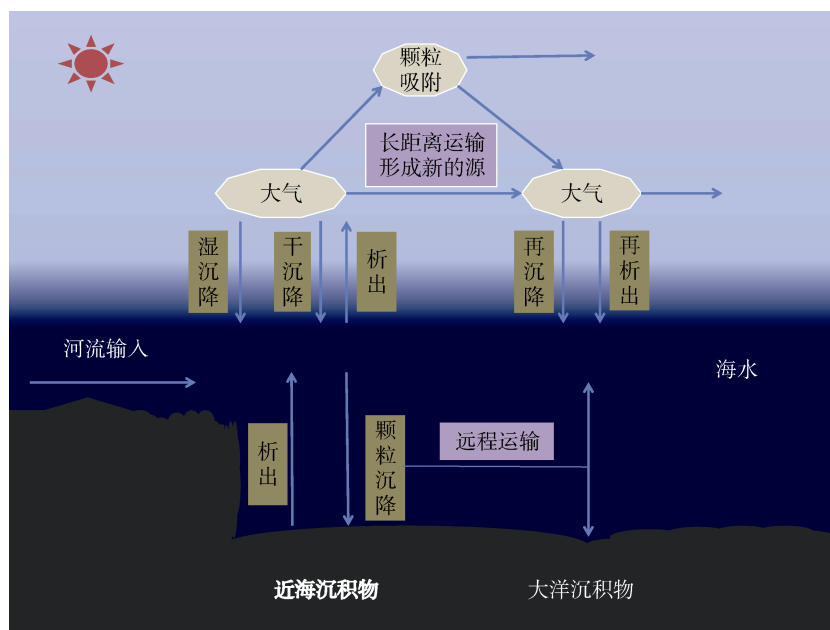 颗粒
吸附
长距离运输
形成新的源
大气
大气
湿沉降
干沉降
析出
再沉降
再析出
河流输入
海水
析出
颗粒沉降
远程运输
近海沉积物
大洋沉积物